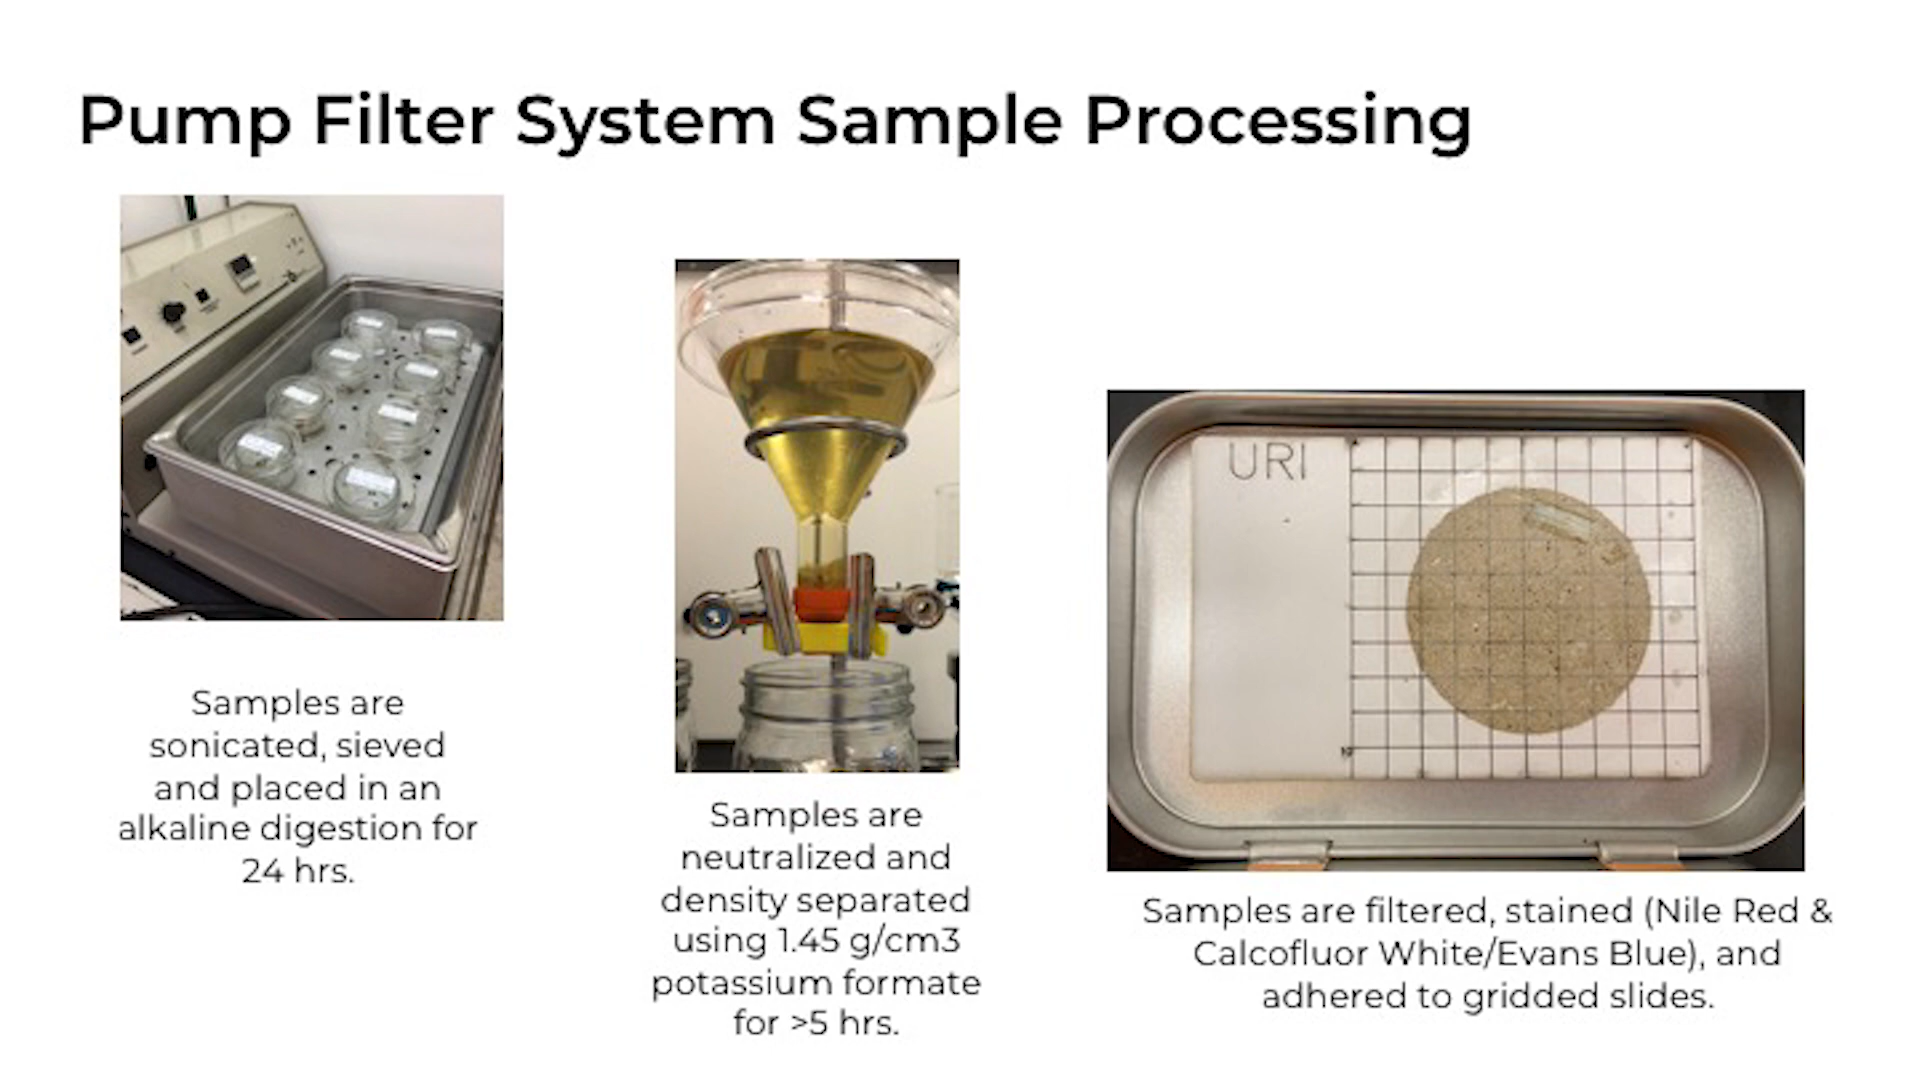 Pump Filter System Sample Processing
Samples are
sonicated, sieved
and placed in an
alkaline digestion for
24 hrs.
Samples are
neutralized and
density separated
using 1.45 g/cm3
potassium formate
for >5 hrs.
URI
10
Samples are filtered, stained (Nile Red &
Calcofluor White/Evans Blue), and
adhered to gridded slides.